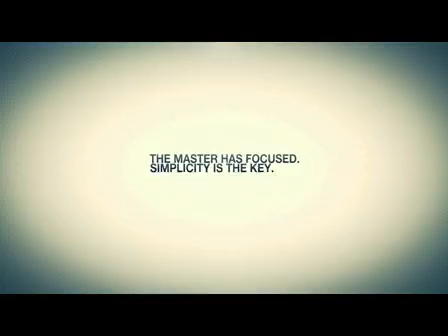 THE MASTER HAS FOCUSED.
SIMPLICITY IS THE KEY.